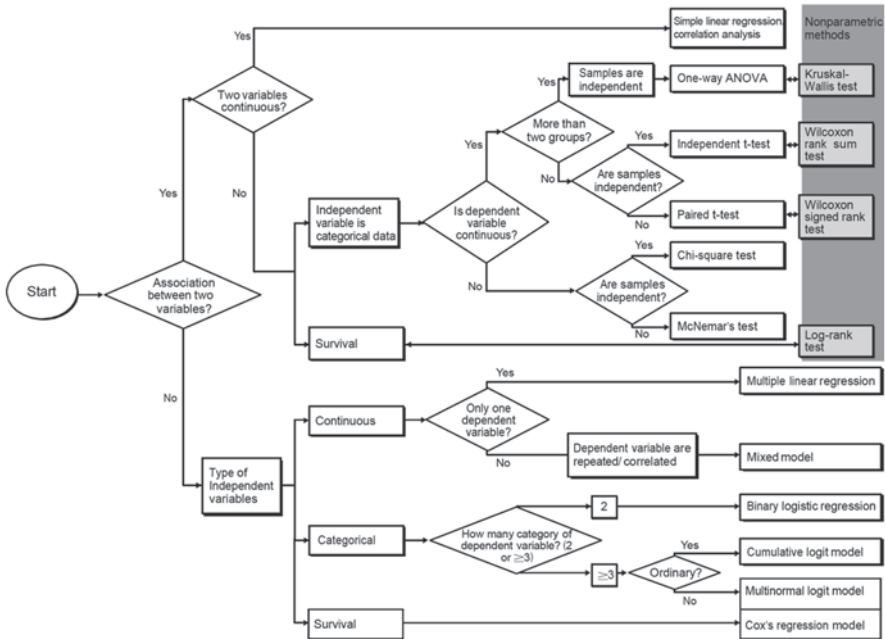 Nonparametric
methods
Yes
Simple linear regression,
correlation analysis
Two variables
continuous?
Yes
Samples are
independent
One-way ANOVA
Kruskal-
Wallis test
More than
two groups?
Yes
Yes
Independent t-test
Wilcoxon
rank sum
test
Yes
No
No
Are samples
independent?
Independent
variable is
categorical data
Is dependent
variable
continuous?
No
Paired t-test
Wilcoxon
signed rank
test
Yes
Chi-square test
Start
Association
between two
variables?
No
Are samples
independent?
No
McNemar's test
Survival
Log-rank
test
No
Yes
Multiple linear regression
Continuous
Only one
dependent
variable?
No
Dependent variable are
repeated/ correlated
Mixed model
Type of
Independent
variables
2
Binary logistic regression
Categorical
How many category of
dependent variable? (2
or ≥3)
Yes
Cumulative logit model
≥3
Ordinary?
No
Multinormal logit model
Survival
Cox's regression model